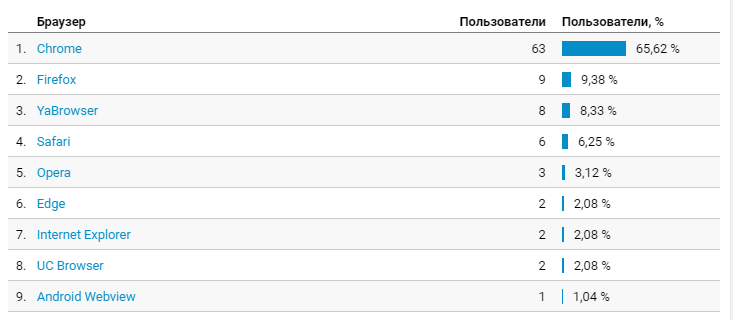 Браузер Пользователи Пользователи, %
1. Chrome 63 65,62 %
2. Firefox 9 9,38 %
3. YaBrowser 8 8,33 %
4. Safari 6 6,25 %
5. Opera 3 3,12 %
6. Edge 2 2,08 %
7. Internet Explorer 2 2,08 %
8. UC Browser 2 2,08 %
9. Android Webview 1 1,04 %